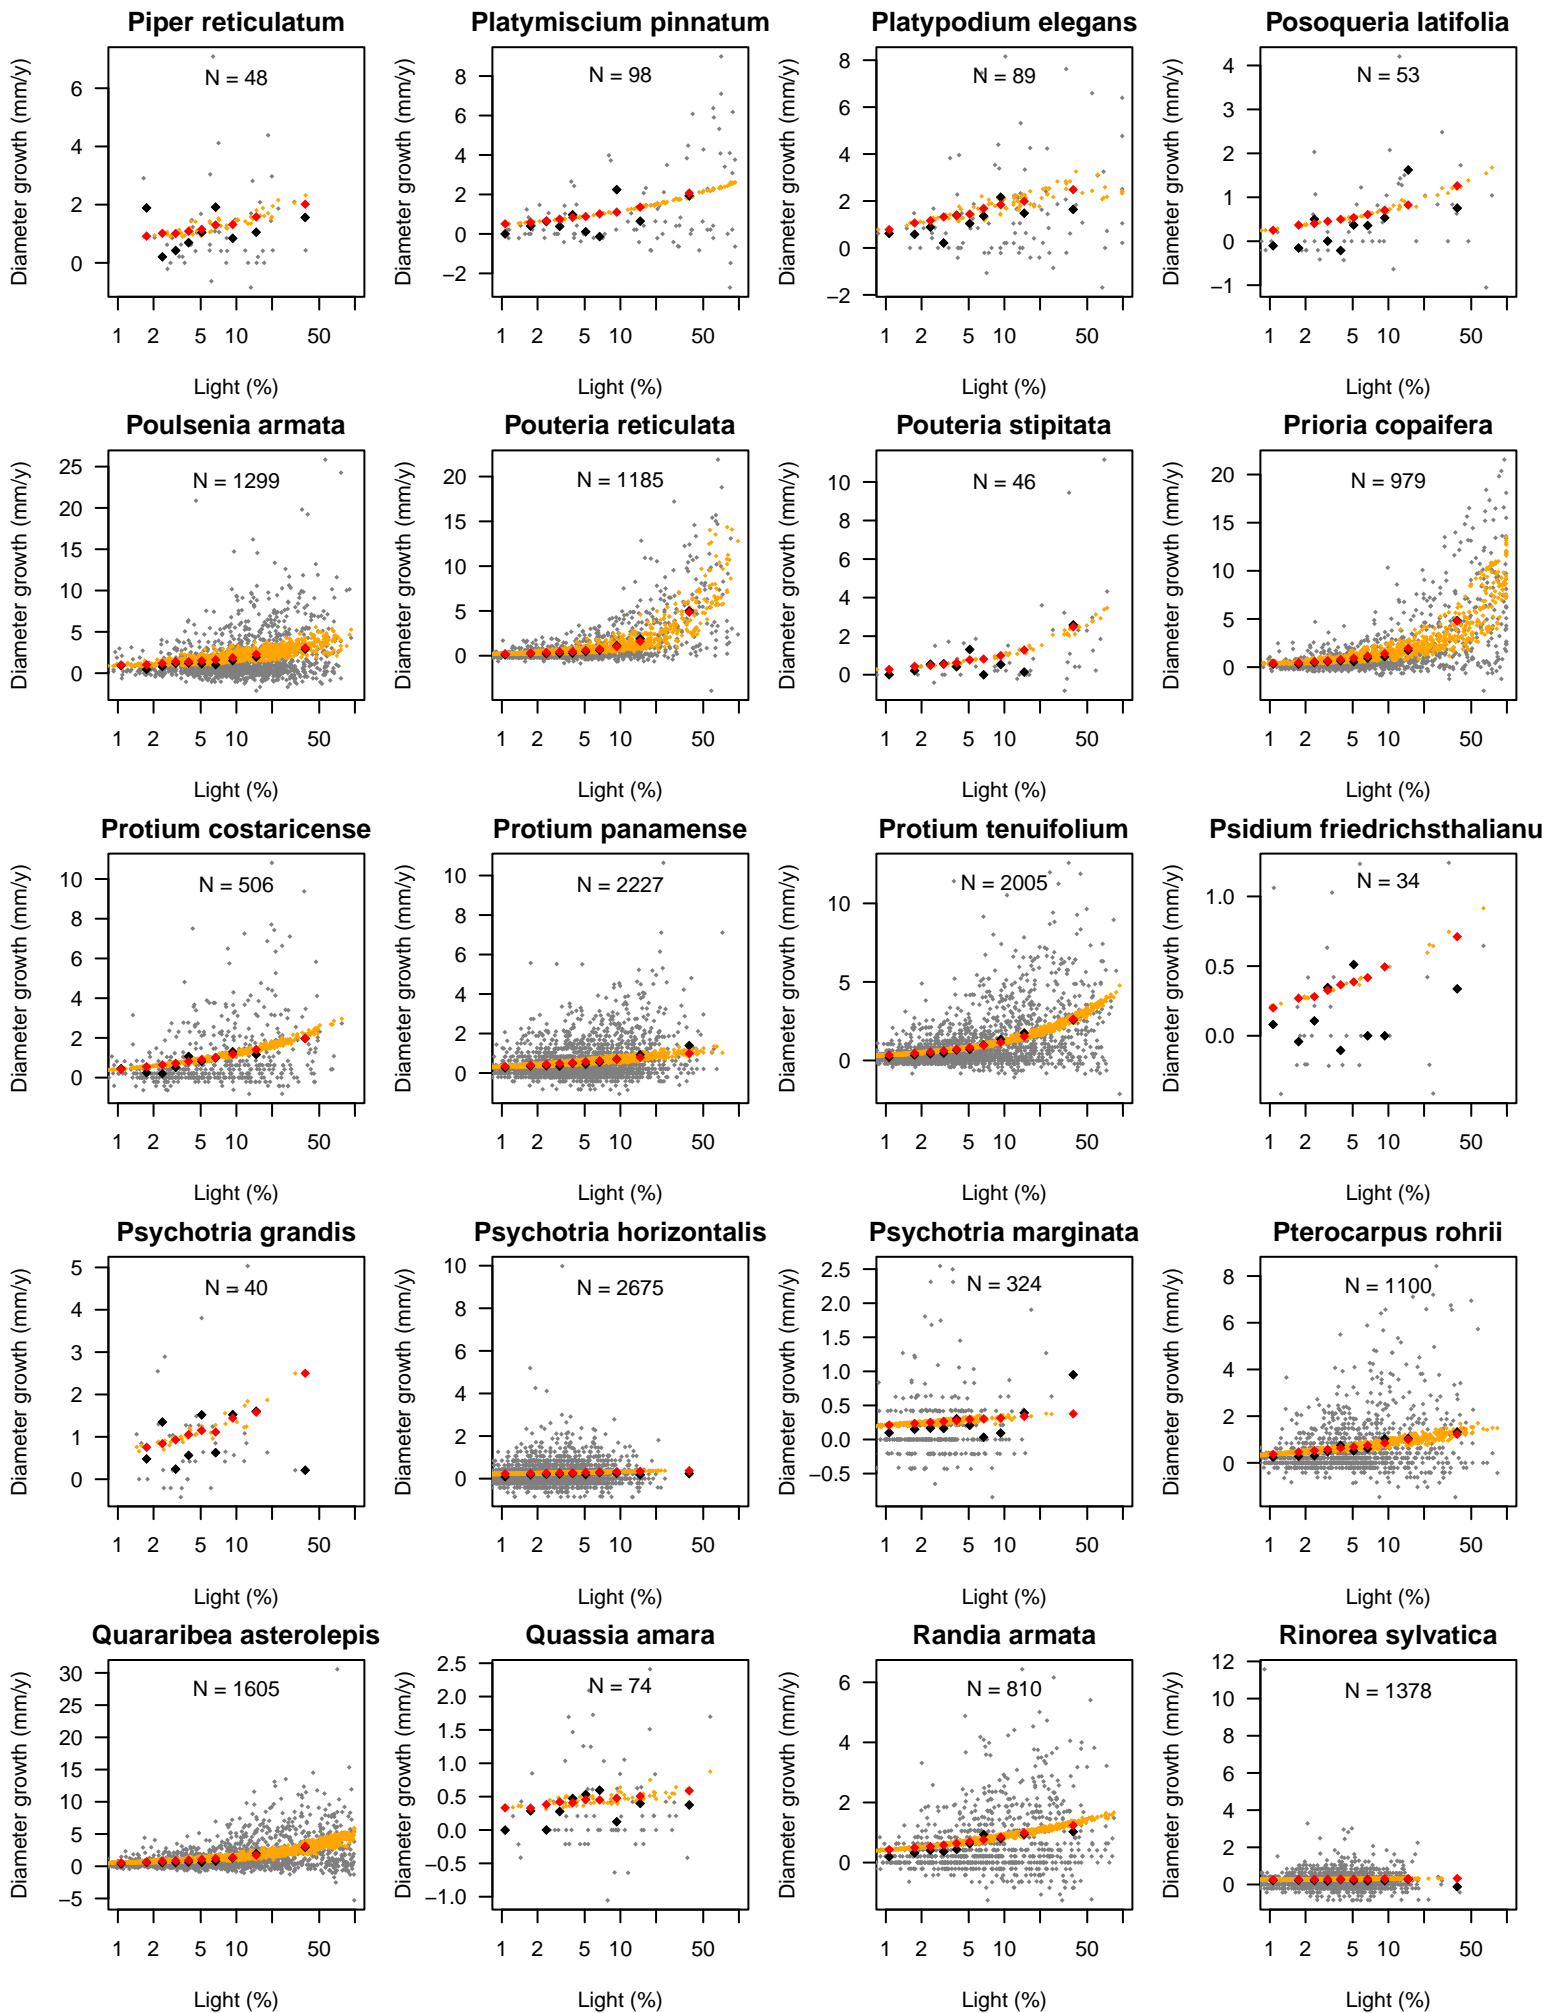 Piper reticulatum
Platymiscium pinnatum
Platypodium elegans
Posoqueria latifolia
Diameter growth (mm/y)
Diameter growth (mm/y)
Diameter growth (mm/y)
Diameter growth (mm/y)
N = 48
N = 98
N = 89
N = 53
0 2 4 6
−2 0 2 4 6 8
−2 0 2 4 6 8
−1 0 1 2 3 4
1 2 5 10 50
1 2 5 10 50
1 2 5 10 50
1 2 5 10 50
Light (%)
Light (%)
Light (%)
Light (%)
Poulsenia armata
Pouteria reticulata
Pouteria stipitata
Prioria copaifera
Diameter growth (mm/y)
Diameter growth (mm/y)
Diameter growth (mm/y)
Diameter growth (mm/y)
N = 1299
N = 1185
N = 46
N = 979
0 5 10 15 20 25
0 5 10 15 20
0 2 4 6 8 10
0 5 10 15 20
1 2 5 10 50
1 2 5 10 50
1 2 5 10 50
1 2 5 10 50
Light (%)
Light (%)
Light (%)
Light (%)
Protium costaricense
Protium panamense
Protium tenuifolium
Psidium friedrichsthalianu
Diameter growth (mm/y)
Diameter growth (mm/y)
Diameter growth (mm/y)
Diameter growth (mm/y)
N = 506
N = 2227
N = 2005
N = 34
0 2 4 6 8 10
0 2 4 6 8 10
0 5 10
0.0 0.5 1.0
1 2 5 10 50
1 2 5 10 50
1 2 5 10 50
1 2 5 10 50
Light (%)
Light (%)
Light (%)
Light (%)
Psychotria grandis
Psychotria horizontalis
Psychotria marginata
Pterocarpus rohrii
Diameter growth (mm/y)
Diameter growth (mm/y)
Diameter growth (mm/y)
Diameter growth (mm/y)
N = 40
N = 2675
N = 324
N = 1100
0 1 2 3 4 5
0 2 4 6 8 10
−0.5 0.0 0.5 1.0 1.5 2.0 2.5
0 2 4 6 8
1 2 5 10 50
1 2 5 10 50
1 2 5 10 50
1 2 5 10 50
Light (%)
Light (%)
Light (%)
Light (%)
Quararibea asterolepis
Quassia amara
Randia armata
Rinorea sylvatica
Diameter growth (mm/y)
Diameter growth (mm/y)
Diameter growth (mm/y)
Diameter growth (mm/y)
N = 1605
N = 74
N = 810
N = 1378
−5 0 5 10 15 20 25 30
−1.0 −0.5 0.0 0.5 1.0 1.5 2.0 2.5
0 2 4 6
0 2 4 6 8 10 12
1 2 5 10 50
1 2 5 10 50
1 2 5 10 50
1 2 5 10 50
Light (%)
Light (%)
Light (%)
Light (%)